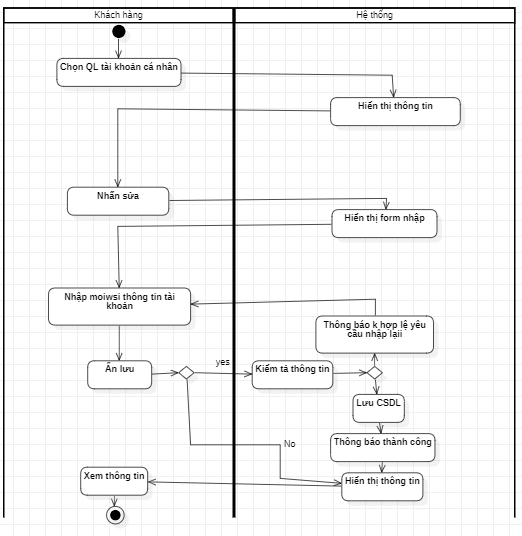 Khách hàng
Hệ thống
Chọn QL tài khoản cá nhân
Hiển thị thông tin
Nhấn sửa
Hiển thị form nhập
Nhập moiwsi thông tin tài
khoản
Thông báo k hợp lệ yêu
cầu nhập lạii
Ấn lưu
yes
Kiểm tả thông tin
Lưu CSDL
No
Thông báo thành công
Xem thông tin
Hiển thị thông tin